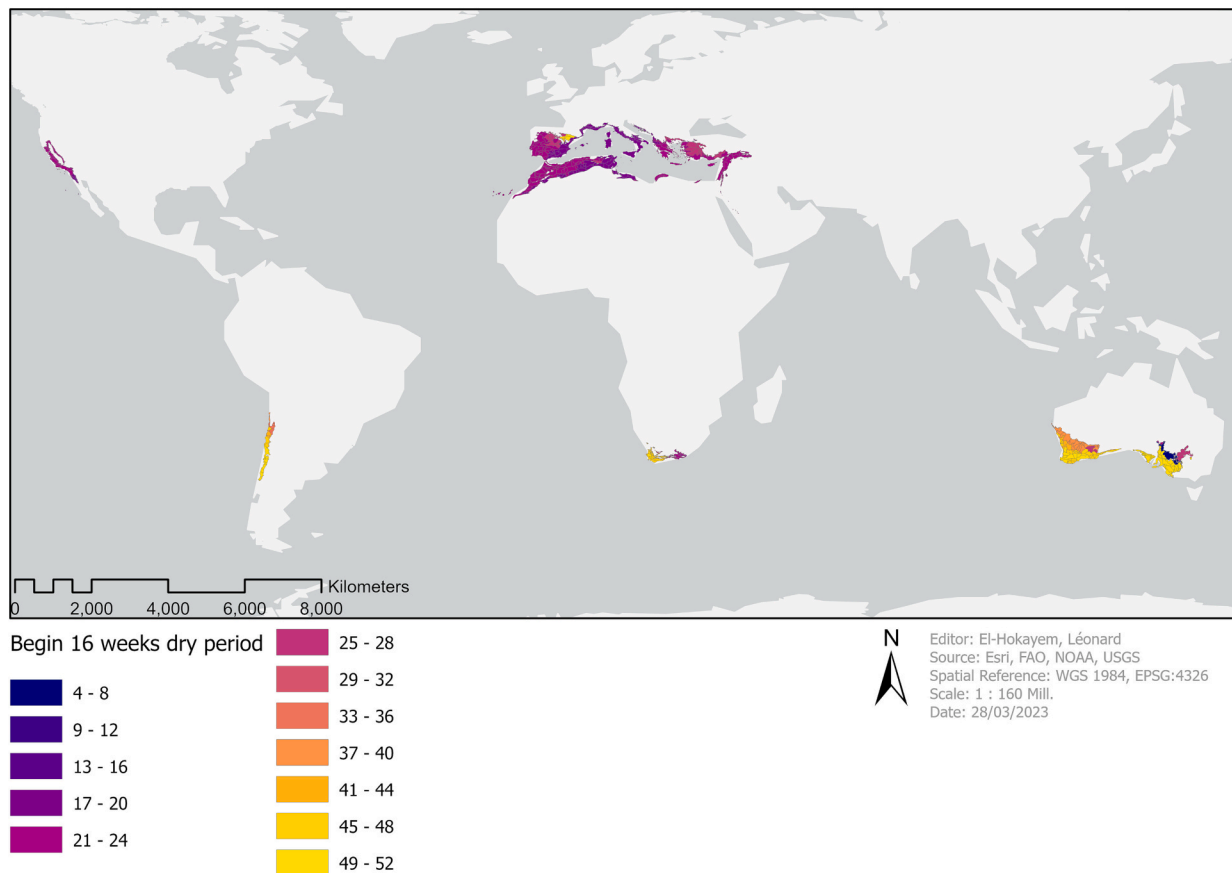 Kilometers
0 2,000 4,000 6,000 8,000
Begin 16 weeks dry period
4 - 8
9 - 12
13 - 16
17 - 20
21 - 24
25 - 28
29 - 32
33 - 36
37 - 40
41 - 44
45 - 48
49 - 52
N
Editor: El-Hokayem, Léonard
Source: Esri, FAO, NOAA, USGS
Spatial Reference: WGS 1984, EPSG:4326
Scale: 1 : 160 Mill.
Date: 28/03/2023